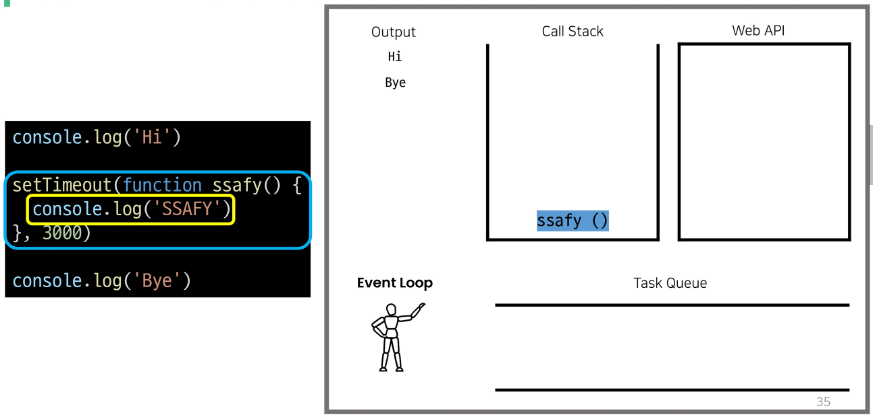 console.log('Hi')
setTimeout(function ssafy() {
console.log('SSAFY')
}, 3000)
console.log('Bye')
Output
Hi
Bye
Call Stack
ssafy ()
Web API
Event Loop
Task Queue
35